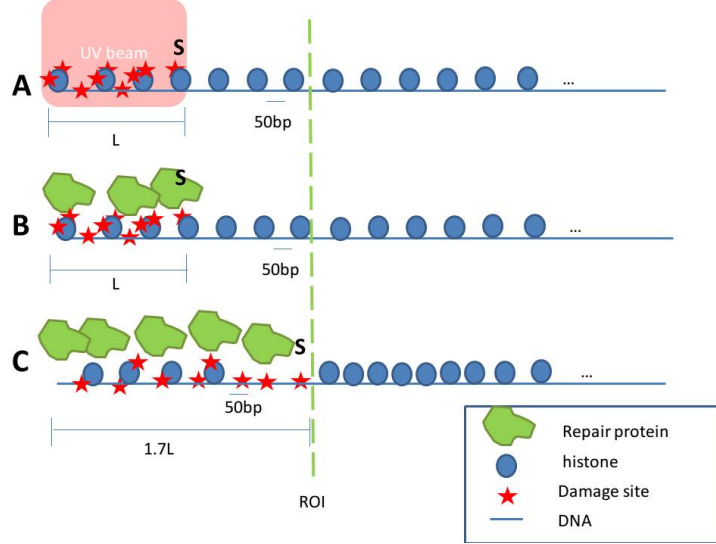 UV beam
S
A
...
50bp
L
S
B
...
50bp
L
S
C
...
50bp
1.7L
ROI
Repair protein
histone
Damage site
DNA